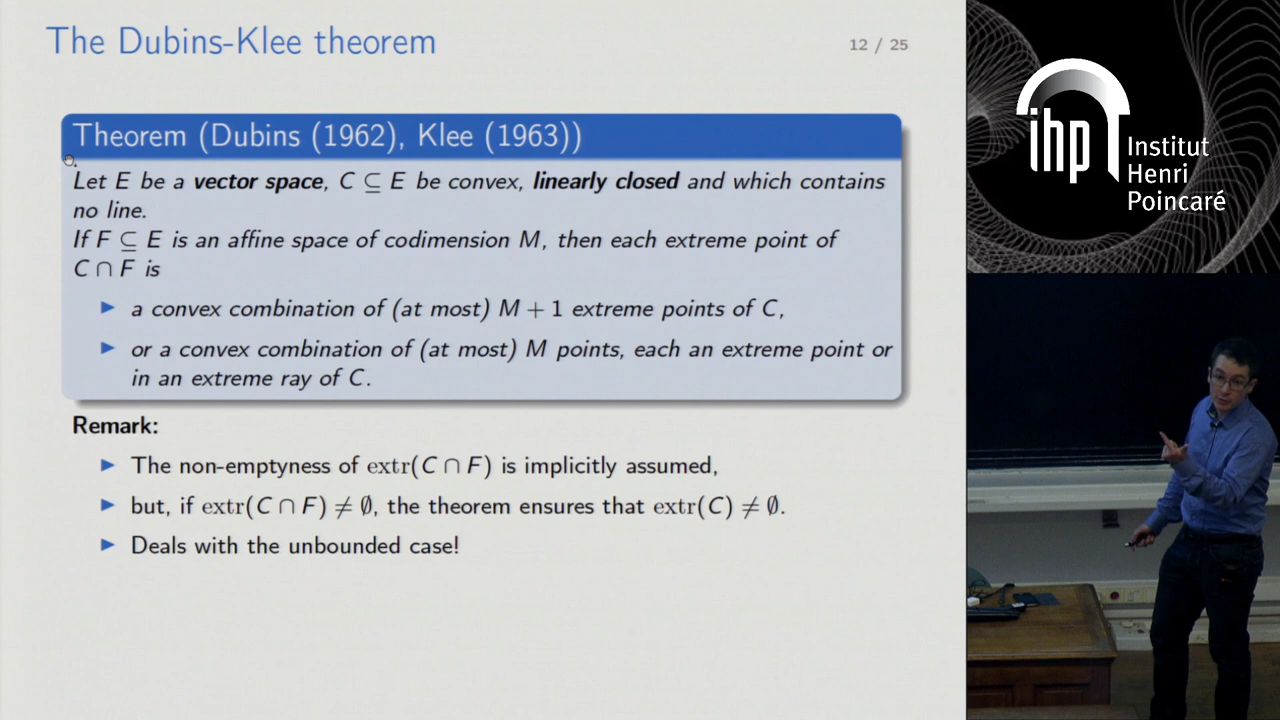 The Dubins-Klee theorem
12 / 25
Theorem (Dubins (1962), Klee (1963))
Let E be a vector space, C ⊆ E be convex, linearly closed and which contains
no line.
If F ⊆ E is an affine space of codimension M, then each extreme point of
C ∩ F is
▶ a convex combination of (at most) M + 1 extreme points of C,
▶ or a convex combination of (at most) M points, each an extreme point or
in an extreme ray of C.
Remark:
▶ The non-emptyness of extr(C ∩ F) is implicitly assumed,
▶ but, if extr(C ∩ F) ≠ ∅, the theorem ensures that extr(C) ≠ ∅.
▶ Deals with the unbounded case!
ihp
Institut
Henri
Poincaré